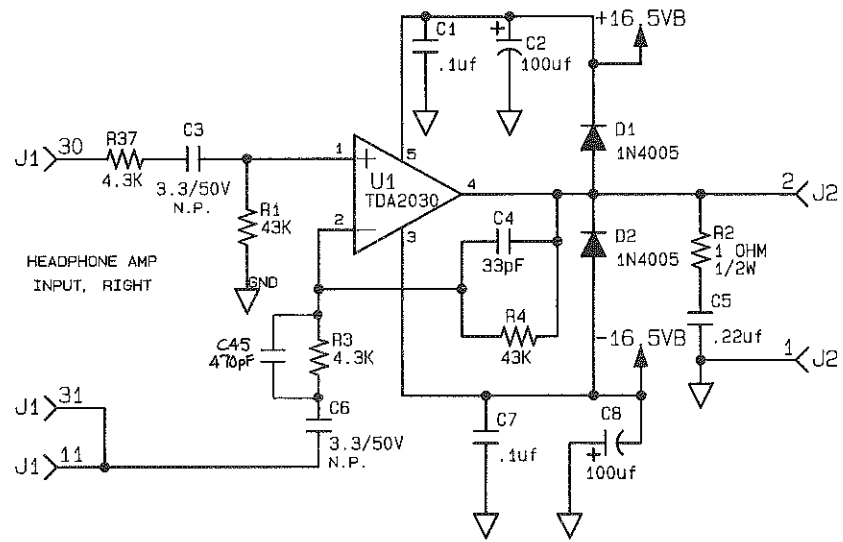 +16.5VB
C1
.1uf
+
C2
100uf
J1 30
R37
4.3K
C3
3.3/50V
N.P.
R1
43K
GND
1
+
5
U1
TDA2030
2
3
4
D1
1N4005
C4
33pF
D2
1N4005
R4
43K
2 J2
R2
1 OHM
1/2W
C5
.22uf
1 J2
HEADPHONE AMP
INPUT, RIGHT
C45
470pF
R3
4.3K
-16.5VB
J1 31
J1 11
C6
3.3/50V
N.P.
C7
.1uf
C8
+
100uf